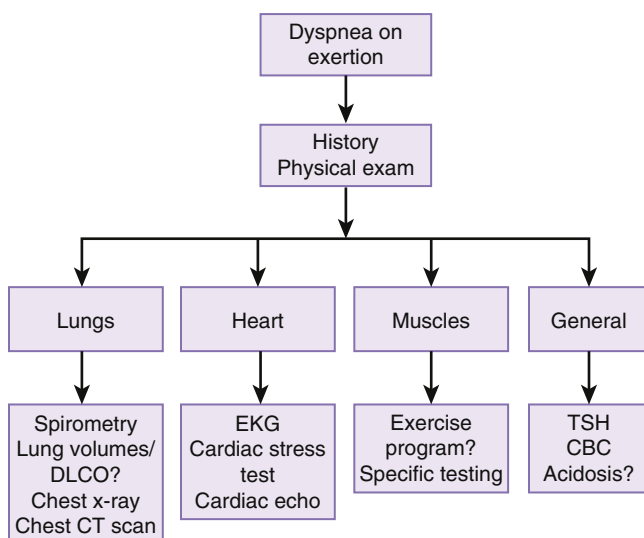 Dyspnea on
exertion
History
Physical exam
Lungs
Heart
Muscles
General
Spirometry
Lung volumes/
DLCO?
Chest x-ray
Chest CT scan
EKG
Cardiac stress
test
Cardiac echo
Exercise
program?
Specific testing
TSH
CBC
Acidosis?